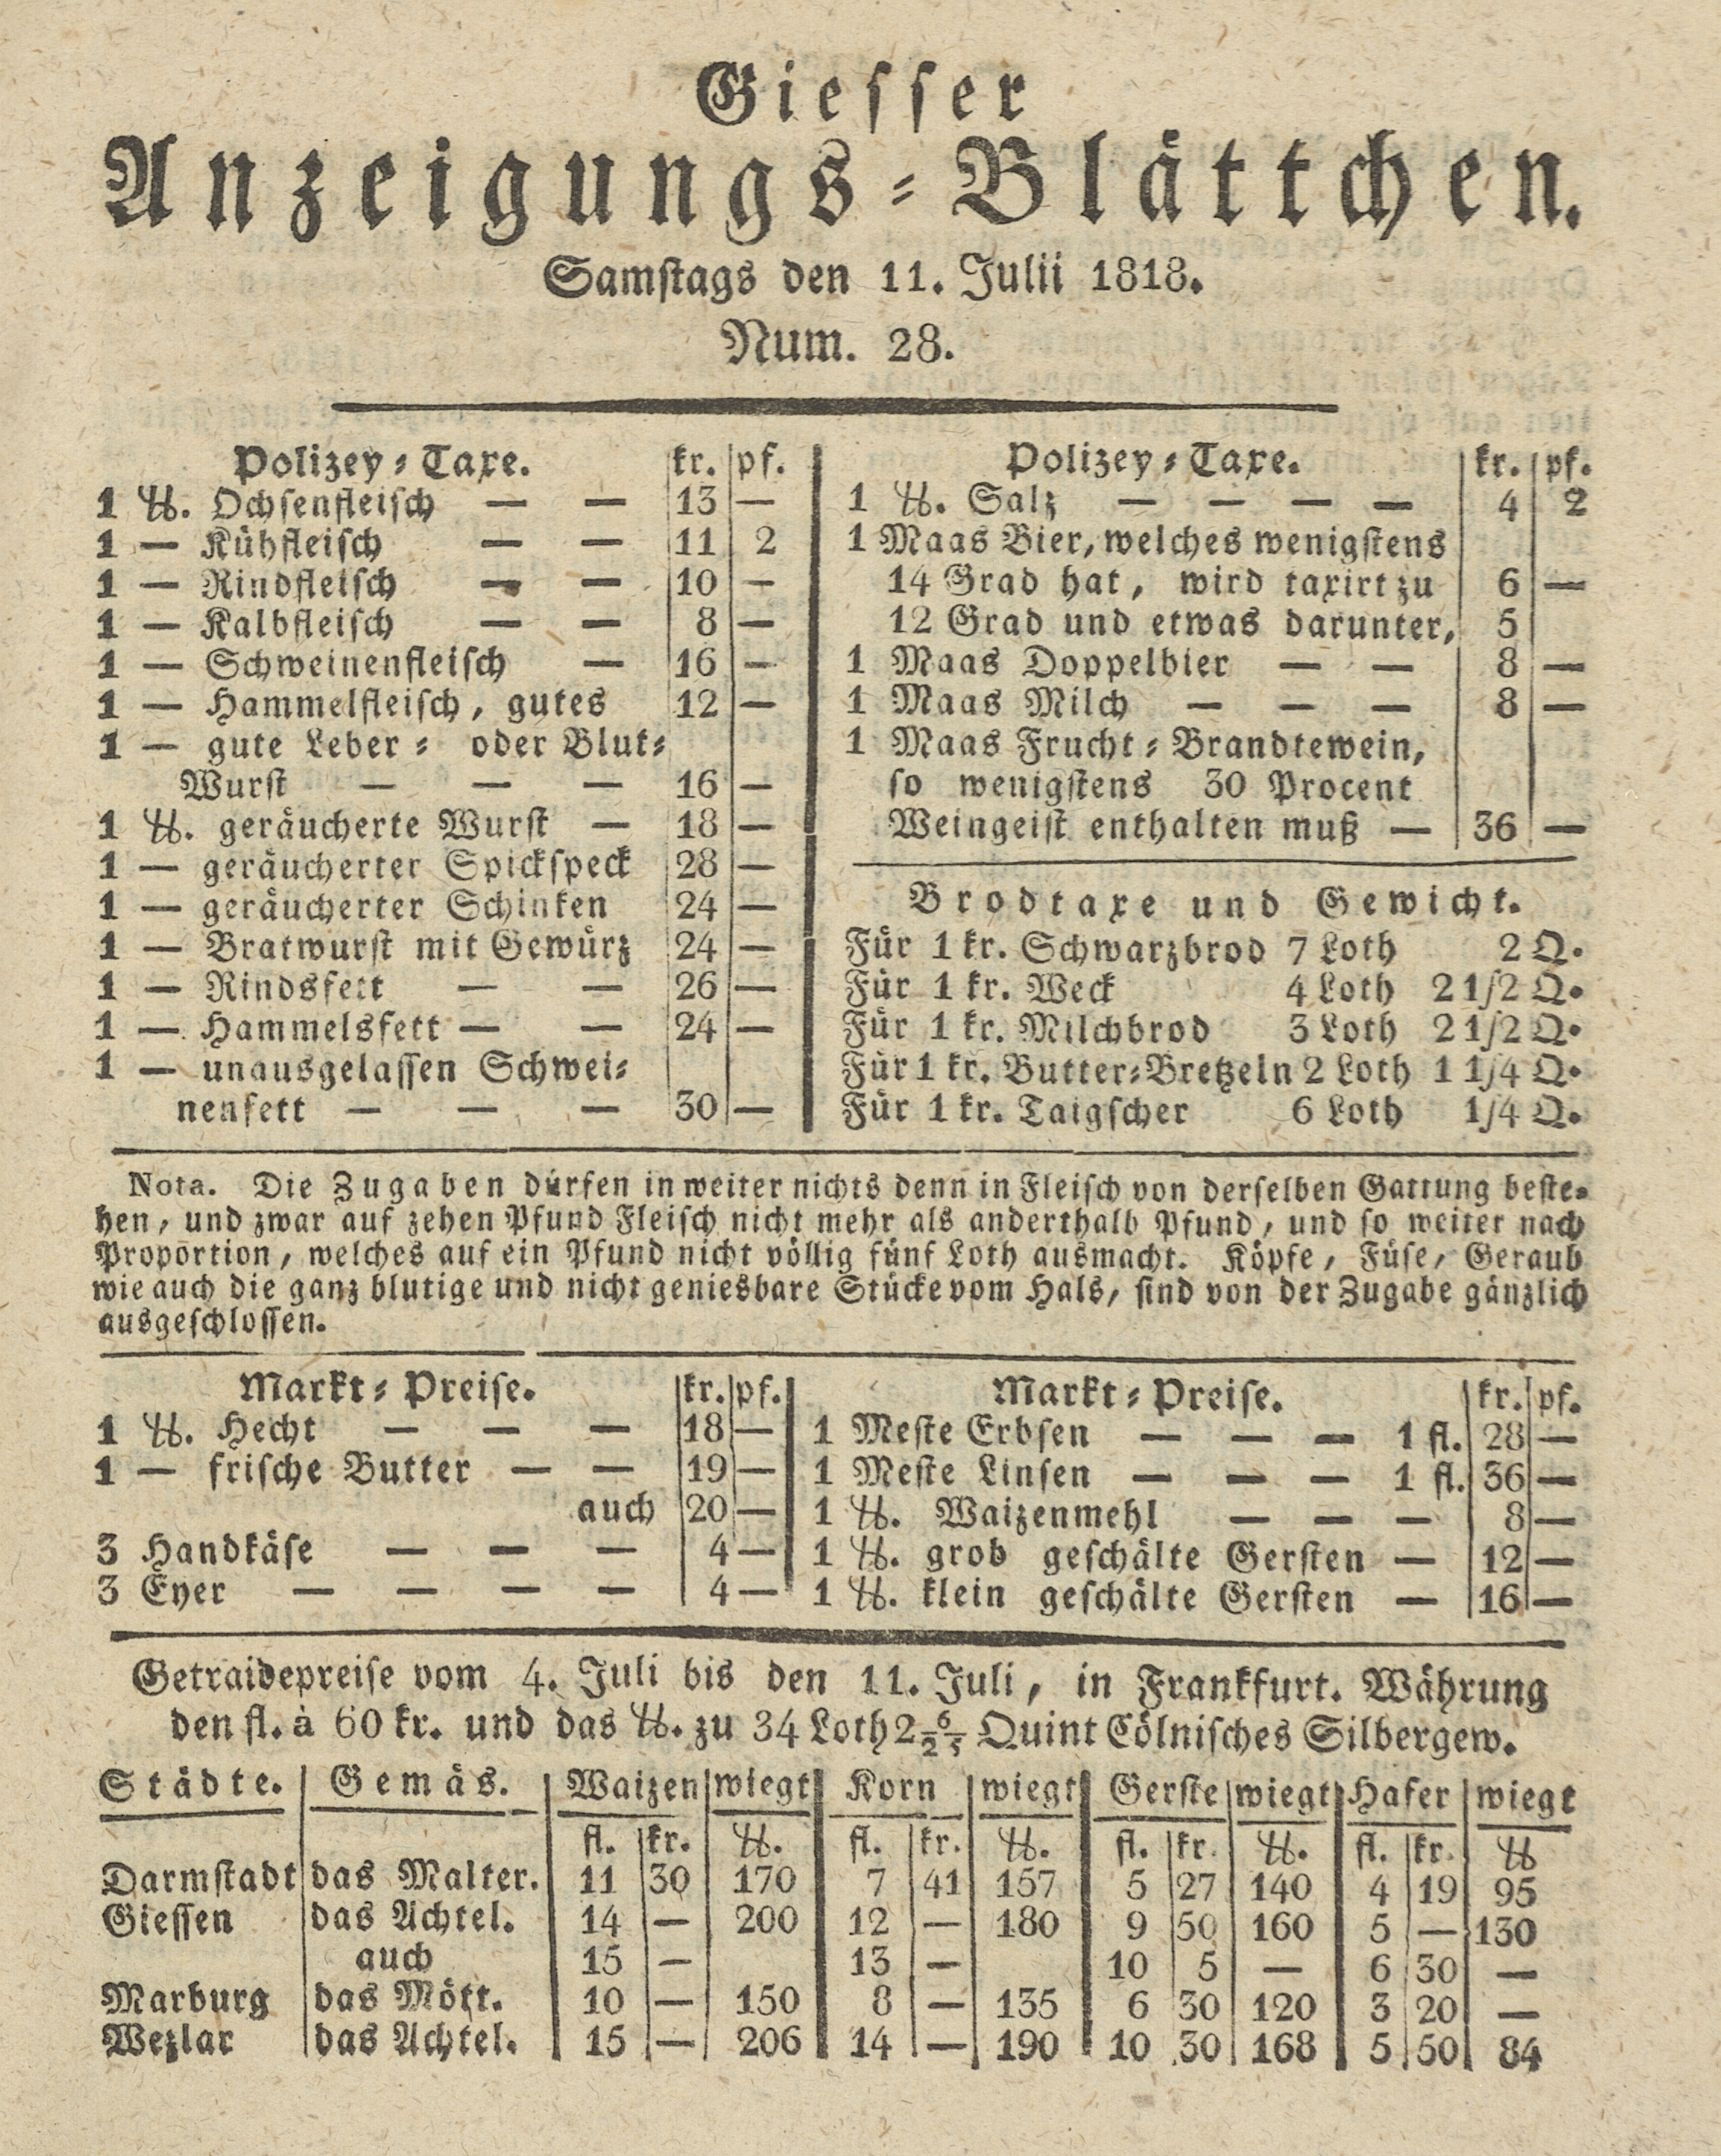 Giesser
Anzeigungs-Blättchen.
Samstags den 11. Julii 1818.
Num. 28.
Polizey-Taxe. kr. pf.
1 ℔. Ochsenfleisch — — 13 —
1 — Kühfleisch — — 11 2
1 — Rindfleisch — — 10 —
1 — Kalbfleisch — — 8 —
1 — Schweinenfleisch — 16 —
1 — Hammelfleisch, gutes 12 —
1 — gute Leber- oder Blut-
Wurst — — — 16 —
1 ℔. geräucherte Wurst — 18 —
1 — geräucherter Spickspeck 28 —
1 — geräucherter Schinken 24 —
1 — Bratwurst mit Gewürz 24 —
1 — Rindsfett — — 26 —
1 — Hammelsfett — — 24 —
1 — unausgelassen Schwei-
nenfett — — — 30 —
Polizey-Taxe. kr. pf.
1 ℔. Salz — — — — 4 2
1 Maas Bier, welches wenigstens
14 Grad hat, wird taxirt zu 6 —
12 Grad und etwas darunter, 5
1 Maas Doppelbier — — 8 —
1 Maas Milch — — — 8 —
1 Maas Frucht-Brandtewein,
so wenigstens 30 Procent
Weingeist enthalten muß — 36 —
Brodtaxe und Gewicht.
Für 1 kr. Schwarzbrod 7 Loth 2 Q.
Für 1 kr. Weck 4 Loth 2 1/2 Q.
Für 1 kr. Milchbrod 3 Loth 2 1/2 Q.
Für 1 kr. Butter-Bretzeln 2 Loth 1 1/4 Q.
Für 1 kr. Taigscher 6 Loth 1/4 Q.
Nota. Die Zugaben dürfen in weiter nichts denn in Fleisch von derselben Gattung beste-
hen, und zwar auf zehen Pfund Fleisch nicht mehr als anderthalb Pfund, und so weiter nach
Proportion, welches auf ein Pfund nicht völlig fünf Loth ausmacht. Köpfe, Füse, Geraub
wie auch die ganz blutige und nicht geniesbare Stücke vom Hals, sind von der Zugabe gänzlich
ausgeschlossen.
Markt-Preise. kr. pf.
1 ℔. Hecht — — — 18 —
1 — frische Butter — — 19 —
auch 20 —
3 Handkäse — — — 4 —
3 Eyer — — — — 4 —
Markt-Preise. kr. pf.
1 Meste Erbsen — — — 1 fl. 28 —
1 Meste Linsen — — — 1 fl. 36 —
1 ℔. Waizenmehl — — — 8 —
1 ℔. grob geschälte Gersten — 12 —
1 ℔. klein geschälte Gersten — 16 —
Getraidepreise vom 4. Juli bis den 11. Juli, in Frankfurt. Währung
den fl. à 60 kr. und das ℔. zu 34 Loth 2 6/25 Quint Cölnisches Silbergew.
Städte. Gemäs. Waizen wiegt Korn wiegt Gerste wiegt Hafer wiegt
fl. kr. ℔. fl. kr. ℔. fl. kr. ℔. fl. kr. ℔
Darmstadt das Malter. 11 30 170 7 41 157 5 27 140 4 19 95
Giessen das Achtel. 14 — 200 12 — 180 9 50 160 5 — 130
auch 15 — 13 — 10 5 — 6 30 —
Marburg das Mött. 10 — 150 8 — 135 6 30 120 3 20 —
Wezlar das Achtel. 15 — 206 14 — 190 10 30 168 5 50 84